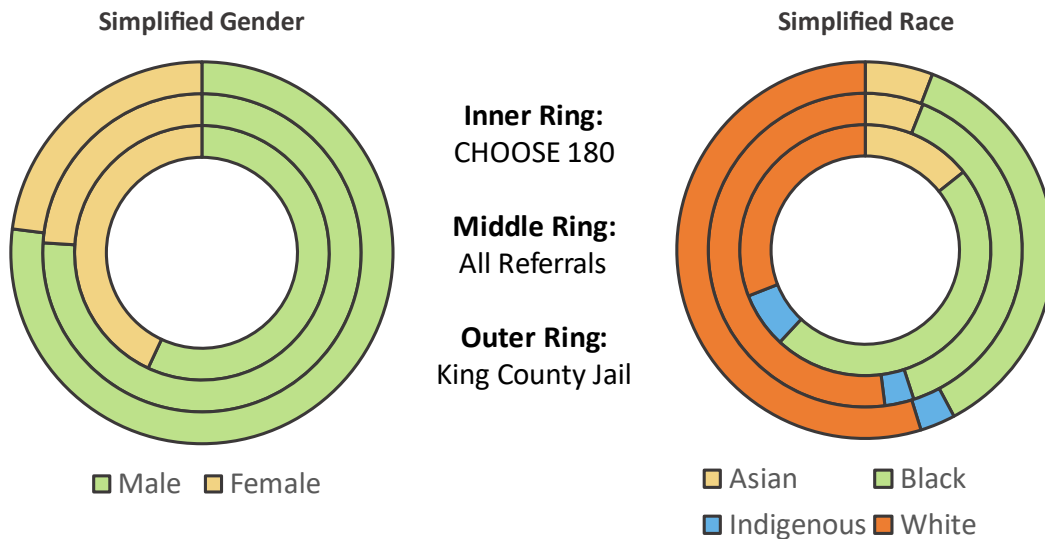 Simplified Gender
Simplified Race
Inner Ring:
CHOOSE 180
Middle Ring:
All Referrals
Outer Ring:
King County Jail
Male Female
Asian Black
Indigenous White